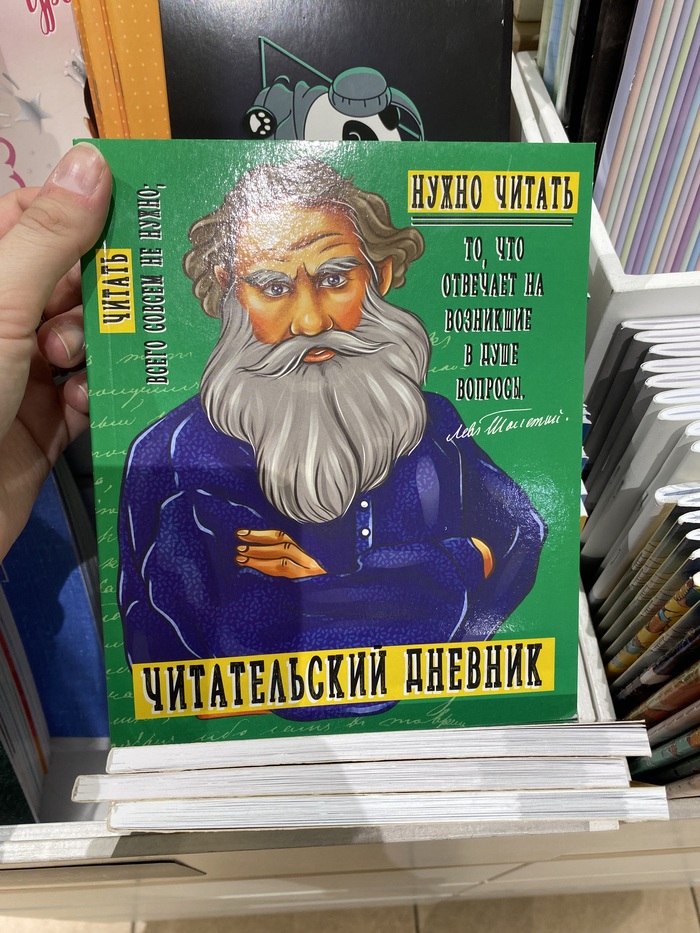 ЧИТАТЬ
ВСЕГО СОВСЕМ НЕ НУЖНО;
НУЖНО ЧИТАТЬ
ТО, ЧТО
ОТВЕЧАЕТ НА
ВОЗНИКШИЕ
В ДУШЕ
ВОПРОСЫ.
Левъ Толстой.
ЧИТАТЕЛЬСКИЙ ДНЕВНИК